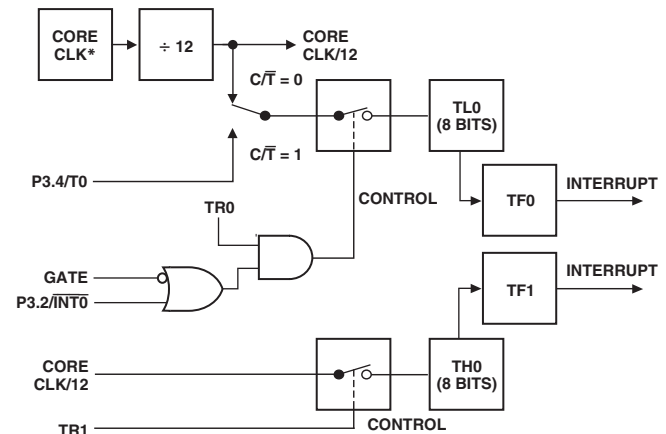 CORE
CLK*
÷ 12
CORE
CLK/12
C/T̅ = 0
TL0
(8 BITS)
C/T̅ = 1
P3.4/T0
TF0
INTERRUPT
TR0
CONTROL
GATE
P3.2/I̅N̅T̅0̅
TF1
INTERRUPT
CORE
CLK/12
TH0
(8 BITS)
TR1
CONTROL